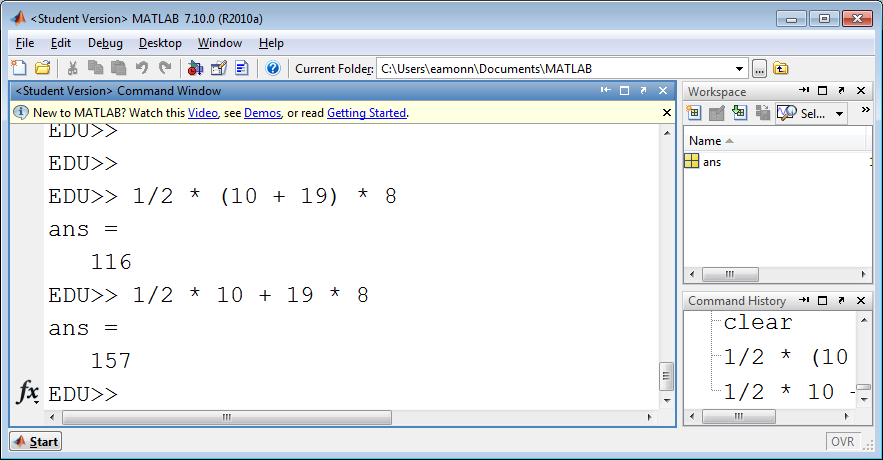 <Student Version> MATLAB 7.10.0 (R2010a)
File Edit Debug Desktop Window Help
Current Folder: C:\Users\eamonn\Documents\MATLAB ...
<Student Version> Command Window
New to MATLAB? Watch this Video, see Demos, or read Getting Started.
EDU>>
EDU>>
EDU>> 1/2 * (10 + 19) * 8
ans =
116
EDU>> 1/2 * 10 + 19 * 8
ans =
157
fx EDU>>
Workspace
Sel... »
Name
ans
Command History
clear
1/2 * (10
1/2 * 10
Start
OVR